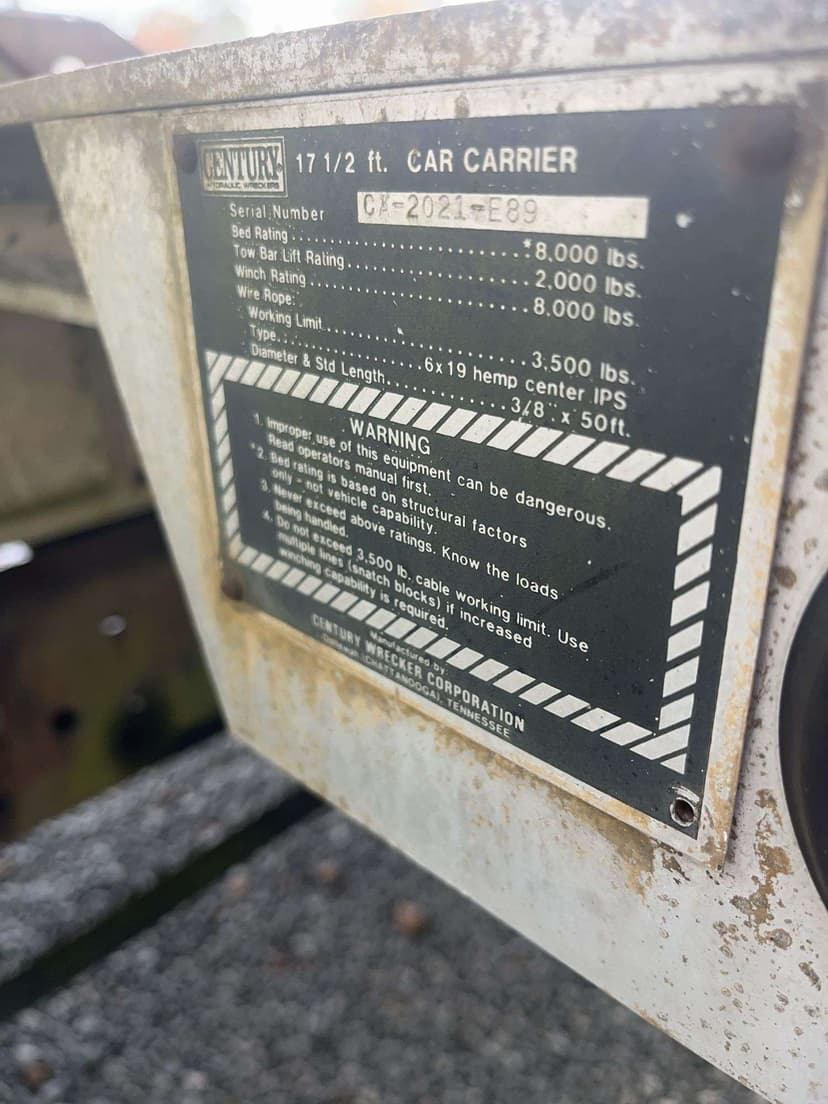 CENTURY 17 1/2 ft. CAR CARRIER
HYDRAULIC WRECKERS
Serial Number CA-2021-E89
Bed Rating *8,000 lbs.
Tow Bar Lift Rating 2,000 lbs.
Winch Rating 8,000 lbs.
Wire Rope:
Working Limit 3,500 lbs.
Type 6x19 hemp center IPS
Diameter & Std Length 3/8" x 50ft.
WARNING
1. Improper use of this equipment can be dangerous.
Read operators manual first.
*2. Bed rating is based on structural factors
only - not vehicle capability.
3. Never exceed above ratings. Know the loads
being handled.
4. Do not exceed 3,500 lb. cable working limit. Use
multiple lines (snatch blocks) if increased
winching capability is required.
Manufactured by:
CENTURY WRECKER CORPORATION
(CHATTANOOGA), TENNESSEE